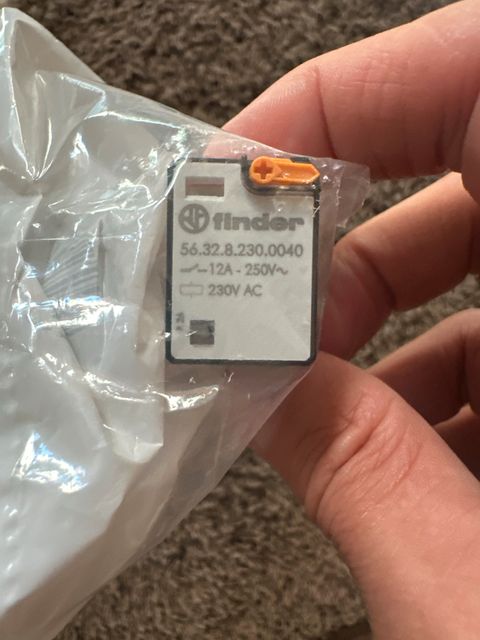 finder
56.32.8.230.0040
12A - 250V~
230V AC